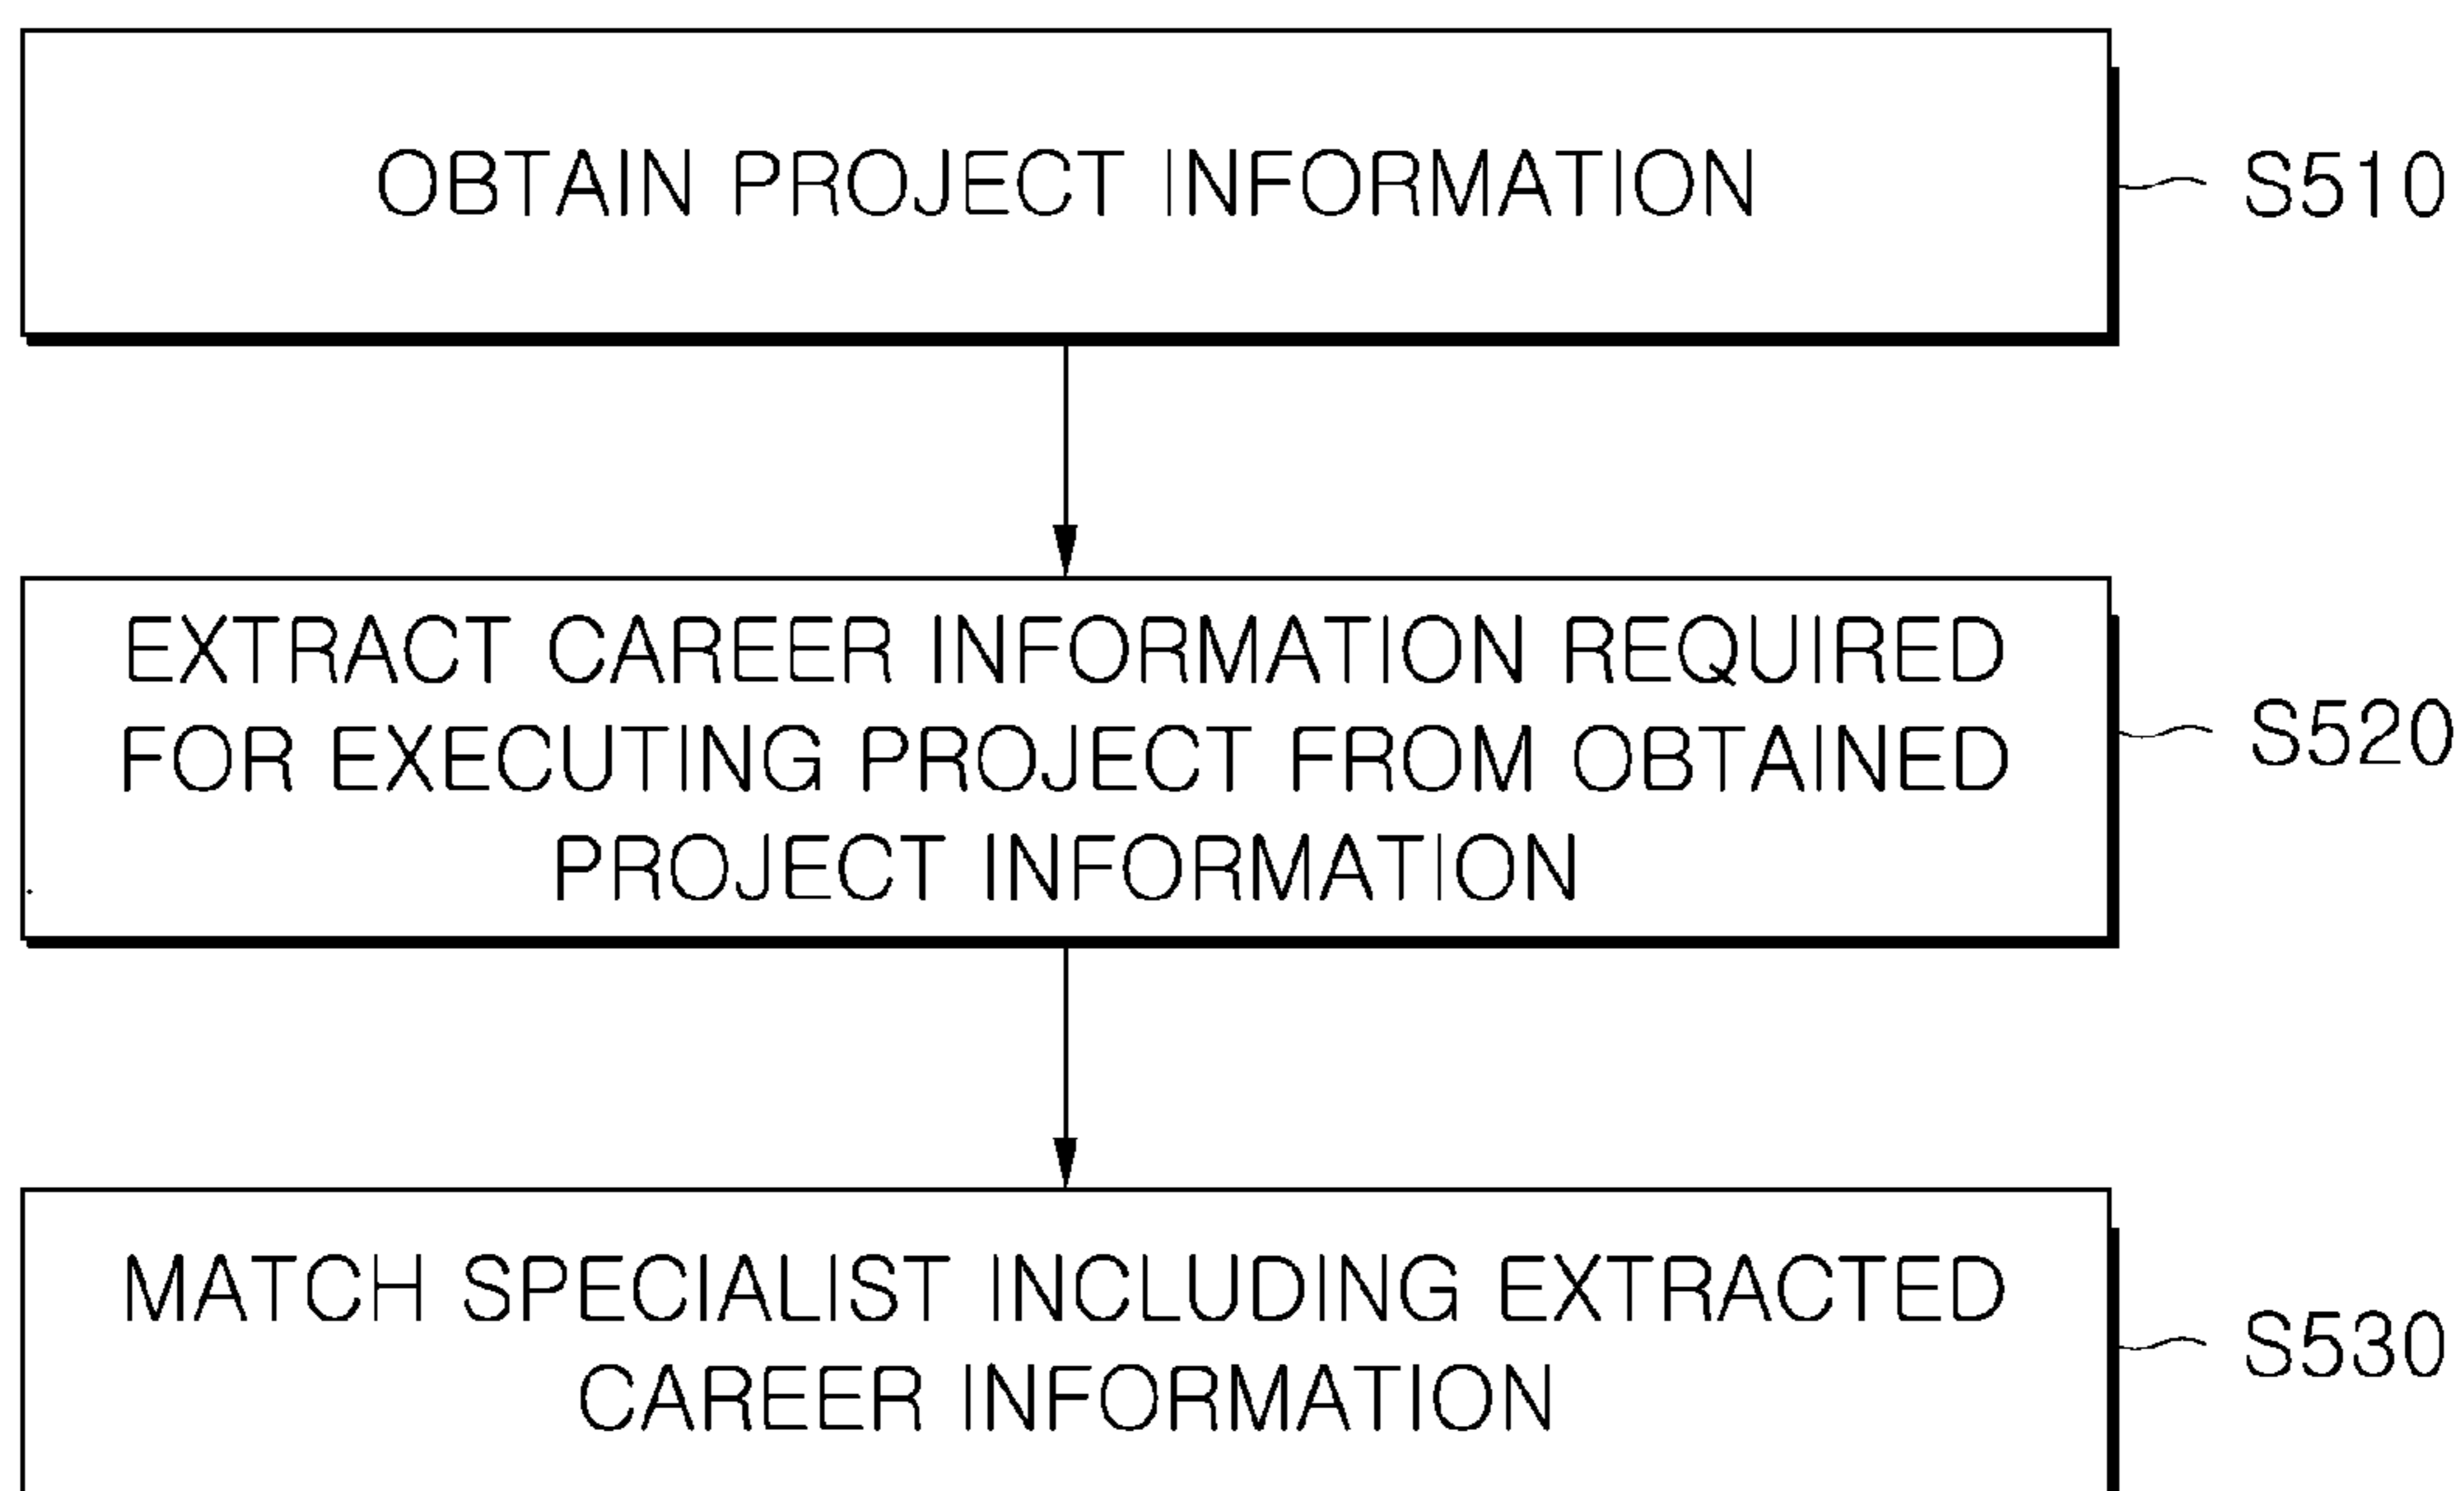 OBTAIN PROJECT INFORMATION
S510
EXTRACT CAREER INFORMATION REQUIRED
FOR EXECUTING PROJECT FROM OBTAINED
PROJECT INFORMATION
S520
MATCH SPECIALIST INCLUDING EXTRACTED
CAREER INFORMATION
S530